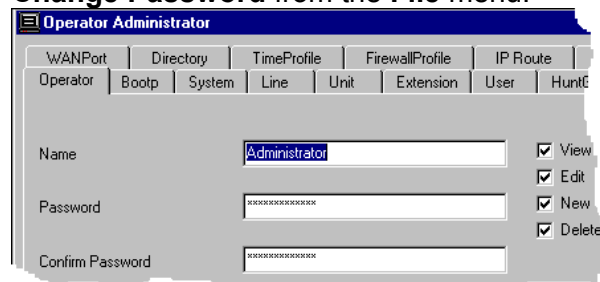 Change Password from the File menu.
Operator Administrator
WANPort Directory TimeProfile FirewallProfile IP Route
Operator Bootp System Line Unit Extension User HuntG
Name Administrator View
Edit
Password ************* New
Delete
Confirm Password *************